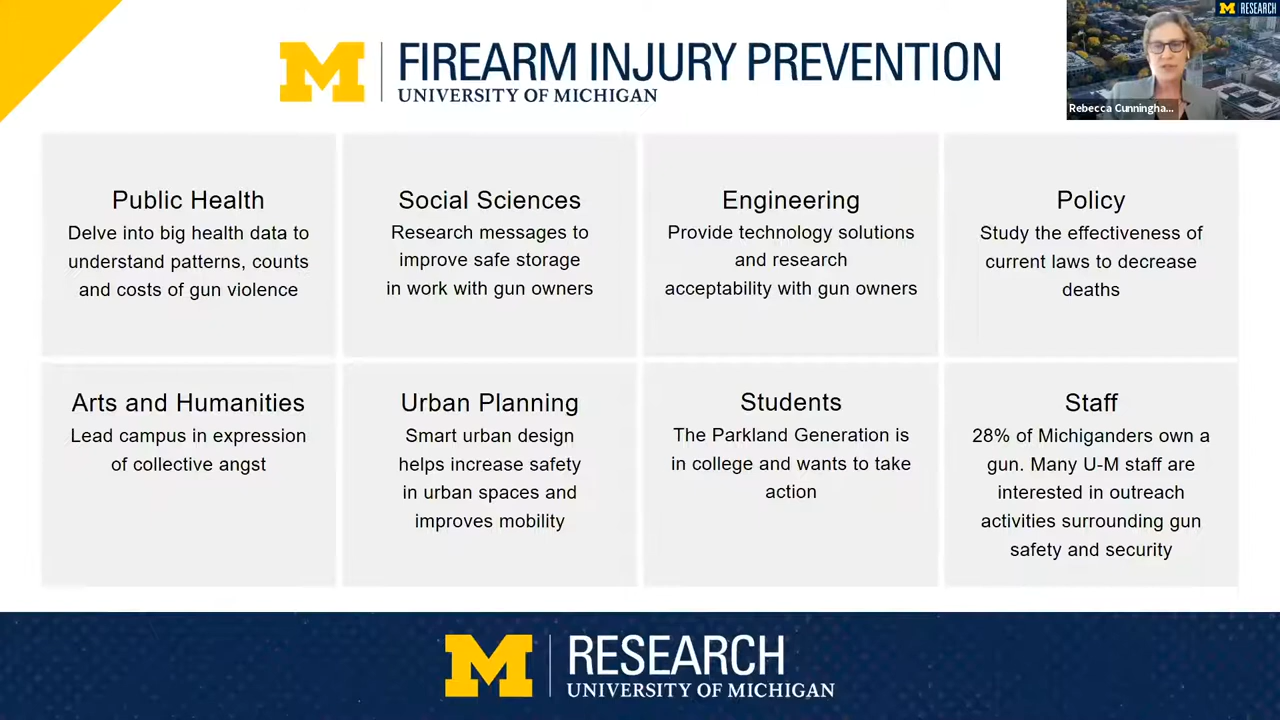 M FIREARM INJURY PREVENTION
UNIVERSITY OF MICHIGAN
M RESEARCH
Rebecca Cunningha...
Public Health
Delve into big health data to
understand patterns, counts
and costs of gun violence
Social Sciences
Research messages to
improve safe storage
in work with gun owners
Engineering
Provide technology solutions
and research
acceptability with gun owners
Policy
Study the effectiveness of
current laws to decrease
deaths
Arts and Humanities
Lead campus in expression
of collective angst
Urban Planning
Smart urban design
helps increase safety
in urban spaces and
improves mobility
Students
The Parkland Generation is
in college and wants to take
action
Staff
28% of Michiganders own a
gun. Many U-M staff are
interested in outreach
activities surrounding gun
safety and security
M RESEARCH
UNIVERSITY OF MICHIGAN